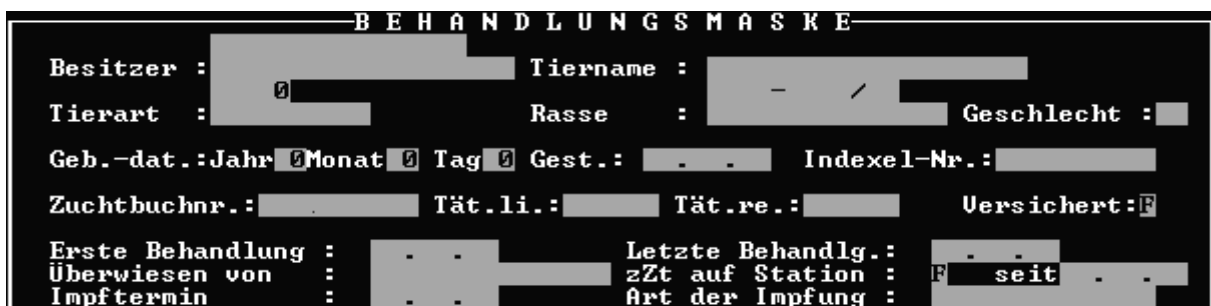 BEHANDLUNGSMASKE
Besitzer : Tiername :
0 - /
Tierart : Rasse : Geschlecht :
Geb.-dat.:Jahr 0Monat 0 Tag 0 Gest.: . . Indexel-Nr.:
Zuchtbuchnr.: . Tät.li.: Tät.re.: Versichert:F
Erste Behandlung : . . Letzte Behandlg.: . .
Überwiesen von : zZt auf Station : F seit . .
Impftermin : . . Art der Impfung :